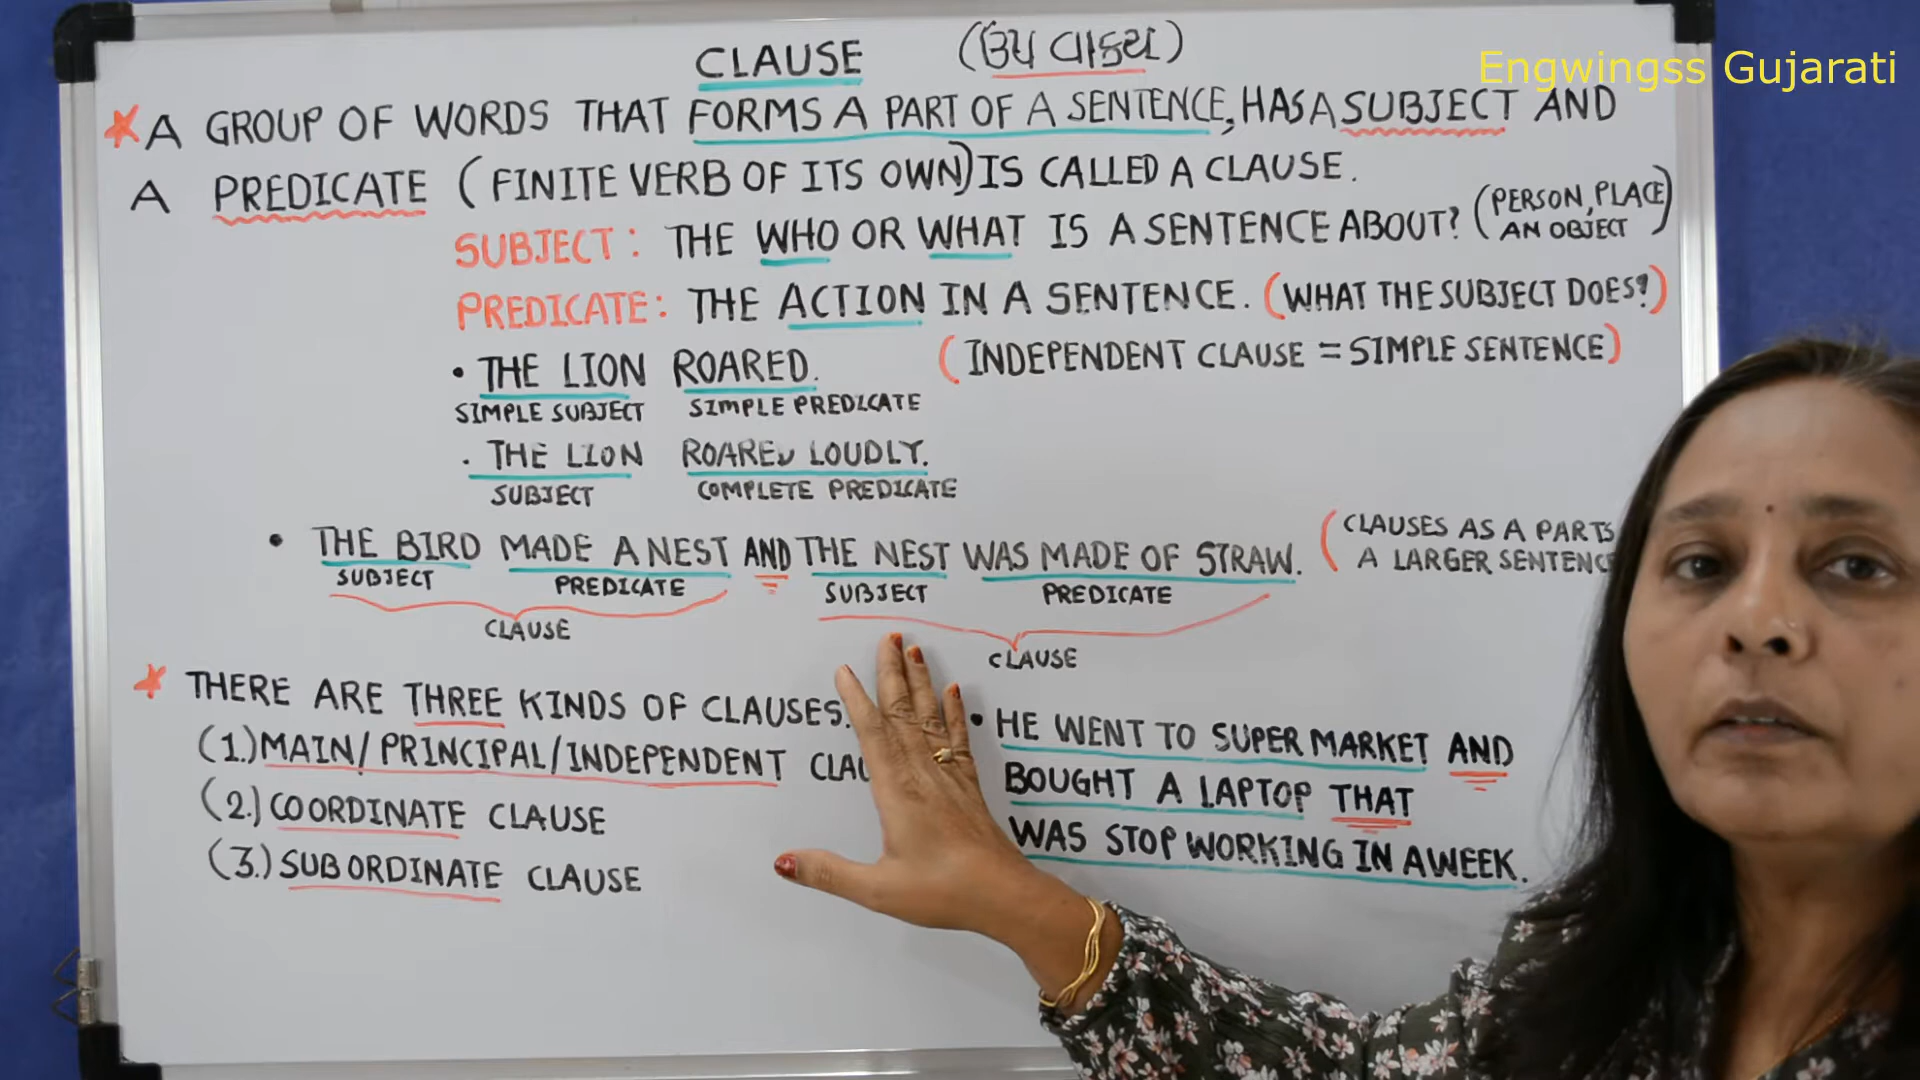 CLAUSE (ઉપ વાક્ય)
Engwingss Gujarati
A GROUP OF WORDS THAT FORMS A PART OF A SENTENCE, HAS A SUBJECT AND
A PREDICATE (FINITE VERB OF ITS OWN) IS CALLED A CLAUSE.
SUBJECT: THE WHO OR WHAT IS A SENTENCE ABOUT? (PERSON, PLACE
AN OBJECT)
PREDICATE: THE ACTION IN A SENTENCE. (WHAT THE SUBJECT DOES?)
• THE LION ROARED. (INDEPENDENT CLAUSE = SIMPLE SENTENCE)
SIMPLE SUBJECT SIMPLE PREDICATE
. THE LION ROARED LOUDLY.
SUBJECT COMPLETE PREDICATE
• THE BIRD MADE A NEST AND THE NEST WAS MADE OF STRAW. (CLAUSES AS A PARTS
A LARGER SENTENCE
SUBJECT PREDICATE SUBJECT PREDICATE
CLAUSE CLAUSE
THERE ARE THREE KINDS OF CLAUSES.
(1.) MAIN/PRINCIPAL/INDEPENDENT CLAU
(2.) COORDINATE CLAUSE
(3.) SUBORDINATE CLAUSE
• HE WENT TO SUPER MARKET AND
BOUGHT A LAPTOP THAT
WAS STOP WORKING IN A WEEK.